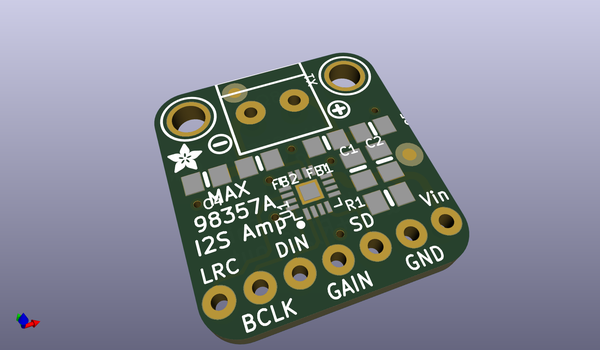 C1 C2
FB2 FB1
MAX
98357A
I2S Amp
R1
SD
Vin
DIN
LRC
GND
GAIN
BCLK